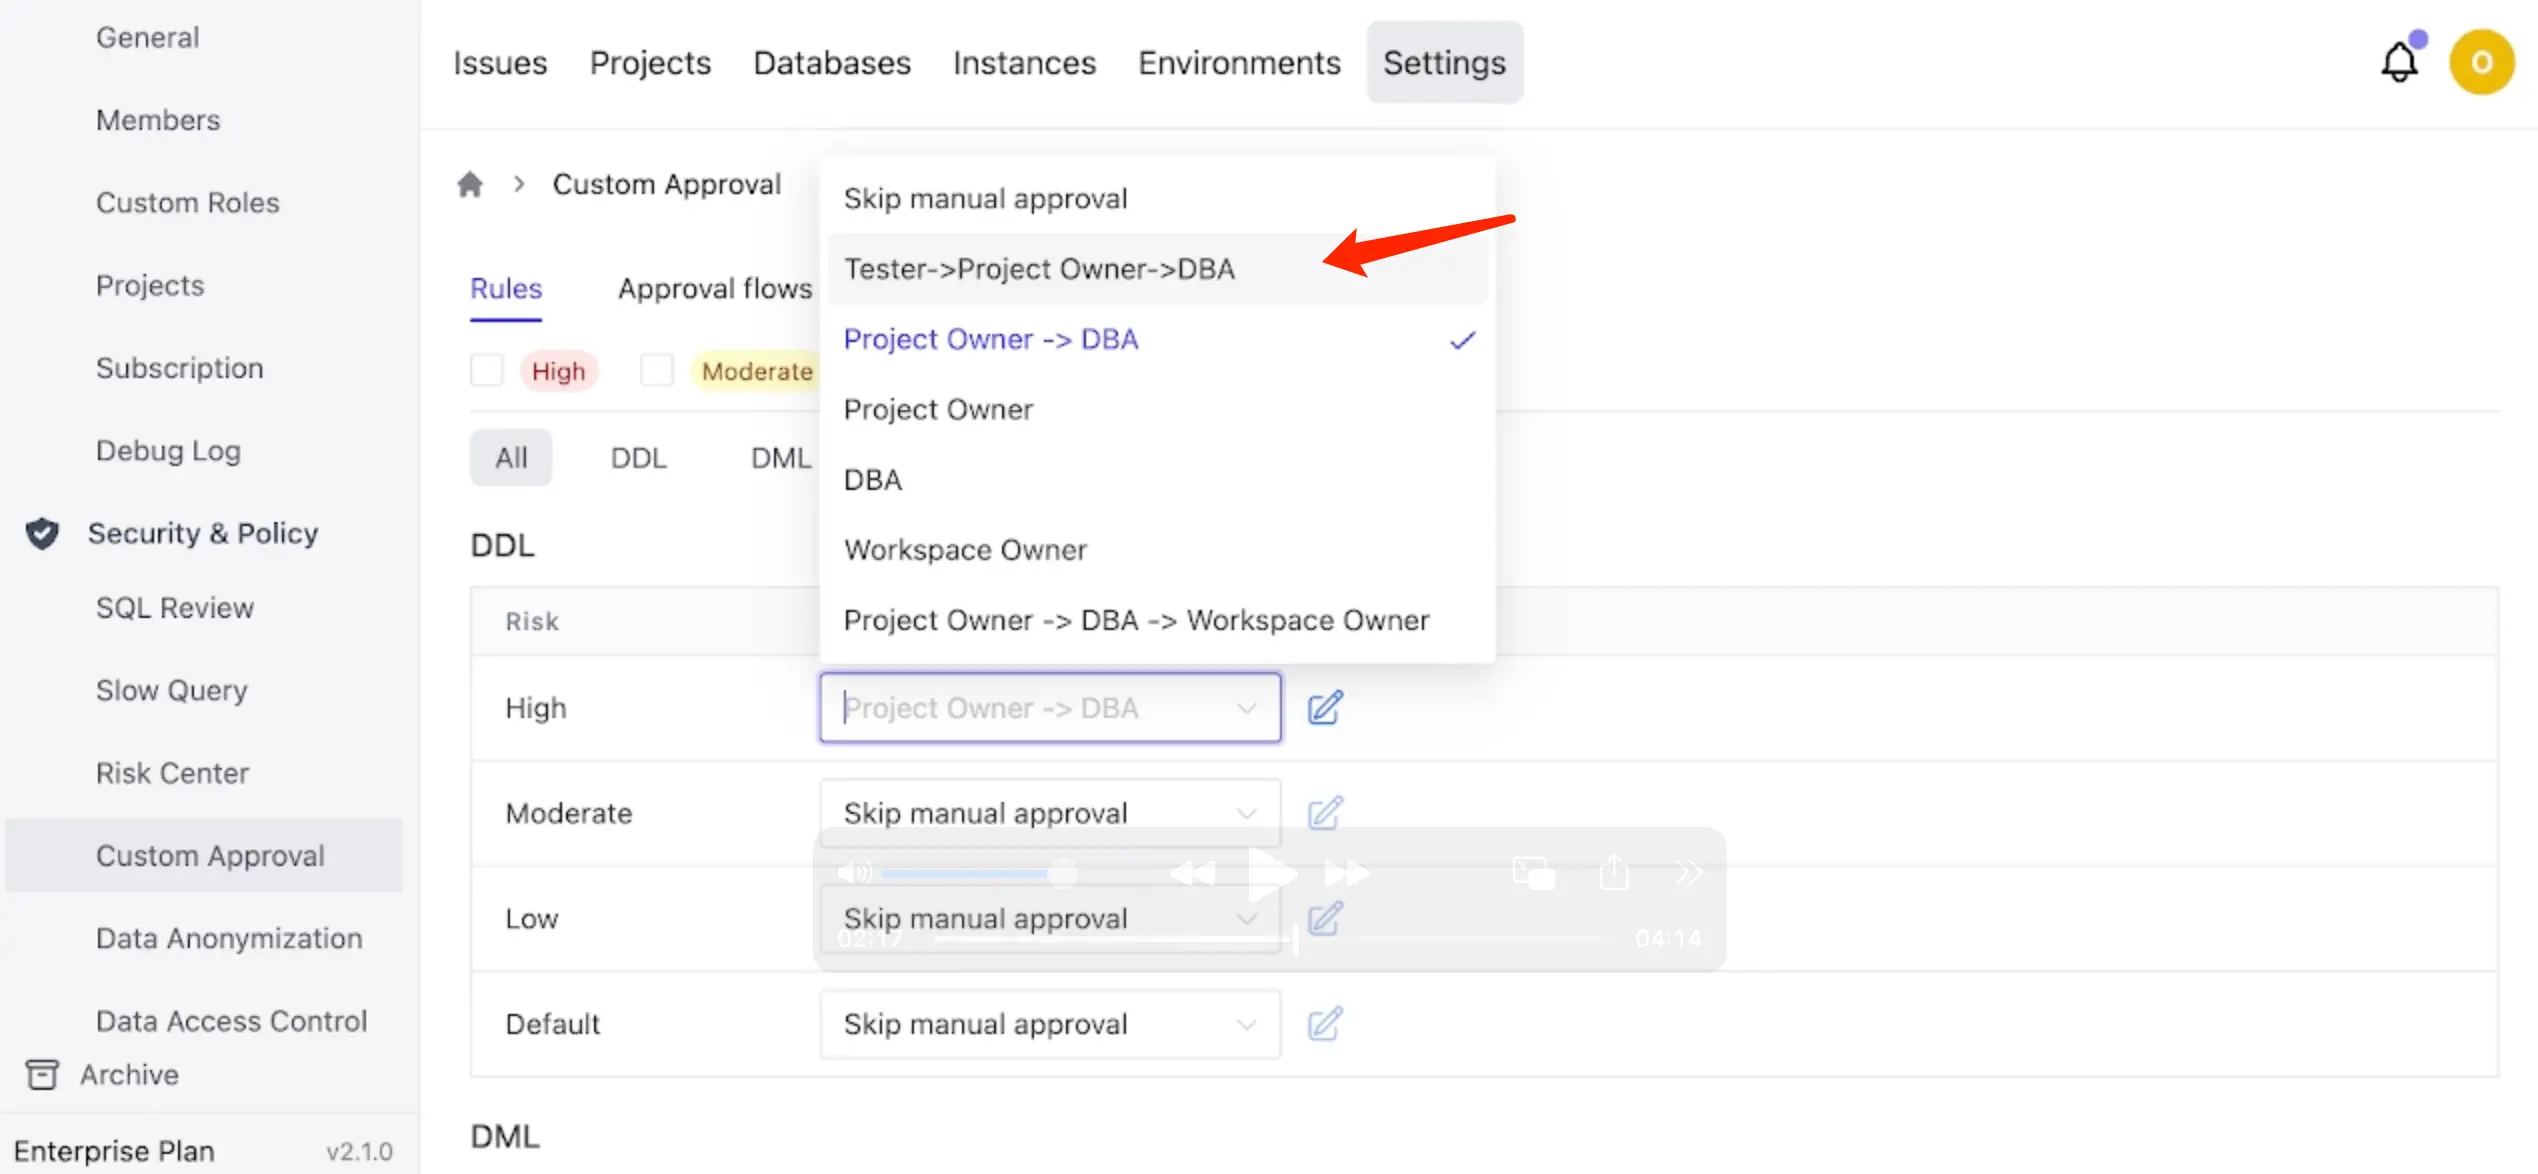 General
Members
Custom Roles
Projects
Subscription
Debug Log
Security & Policy
SQL Review
Slow Query
Risk Center
Custom Approval
Data Anonymization
Data Access Control
Archive
Enterprise Plan v2.1.0
Issues Projects Databases Instances Environments Settings
O
Custom Approval
Rules Approval flows
High Moderate
All DDL DML
Skip manual approval
Tester->Project Owner->DBA
Project Owner -> DBA
Project Owner
DBA
Workspace Owner
Project Owner -> DBA -> Workspace Owner
DDL
Risk
High Project Owner -> DBA
Moderate Skip manual approval
Low Skip manual approval
02:17 04:14
Default Skip manual approval
DML